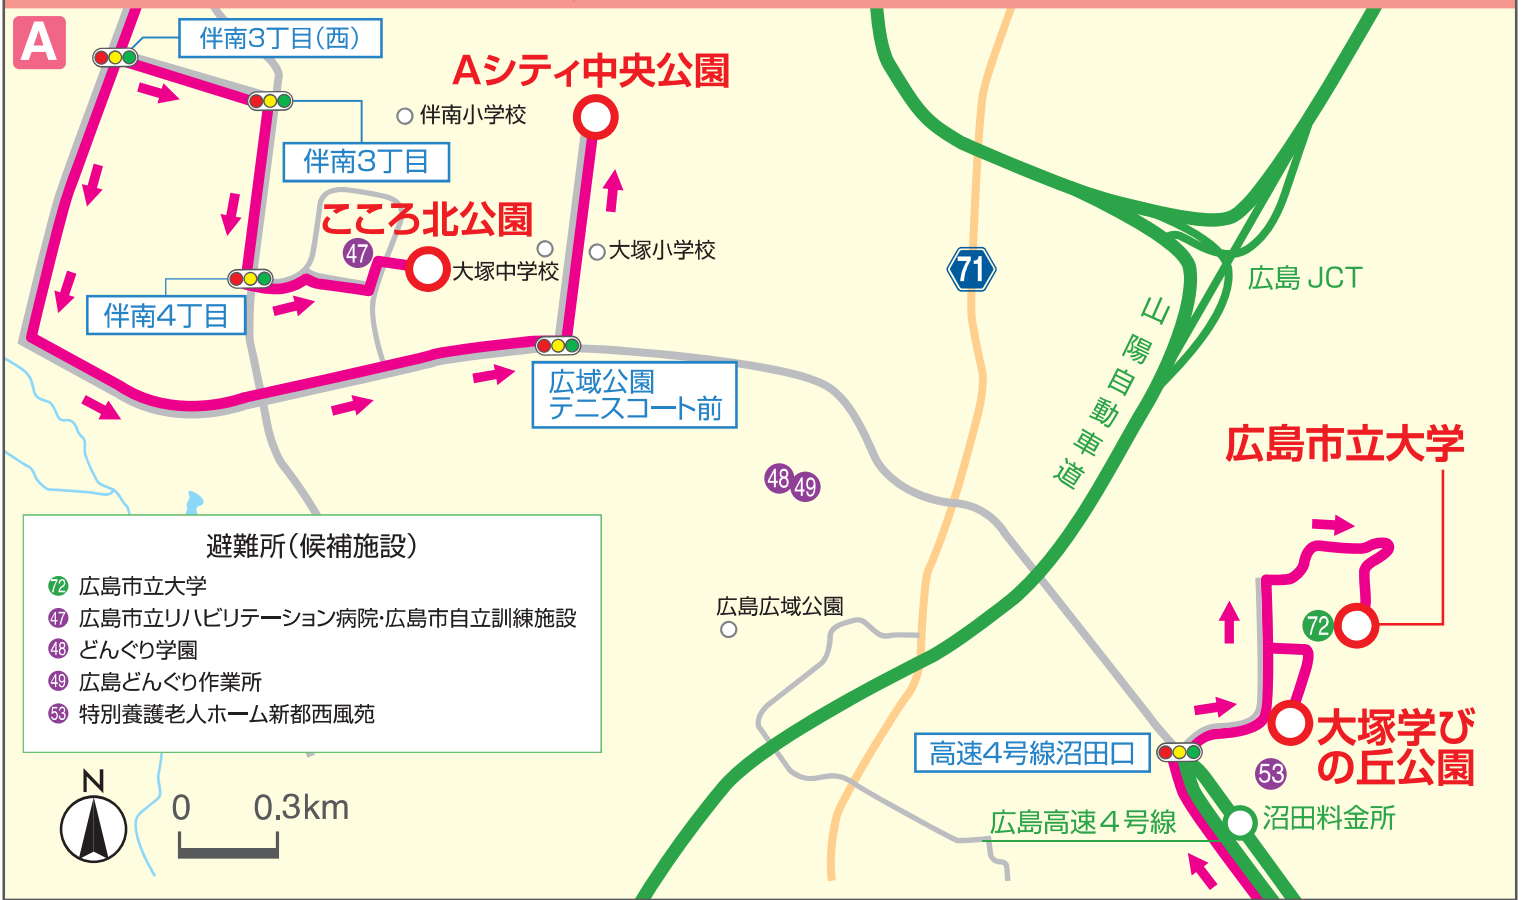 A
伴南3丁目(西)
Aシティ中央公園
伴南小学校
伴南3丁目
こころ北公園
47
大塚中学校
大塚小学校
71
広島JCT
伴南4丁目
山陽自動車道
広域公園
テニスコート前
広島市立大学
48
49
避難所(候補施設)
72 広島市立大学
47 広島市立リハビリテーション病院・広島市自立訓練施設
48 どんぐり学園
49 広島どんぐり作業所
53 特別養護老人ホーム新都西風苑
広島広域公園
72
大塚学び
の丘公園
高速4号線沼田口
53
N
0 0.3km
広島高速4号線
沼田料金所